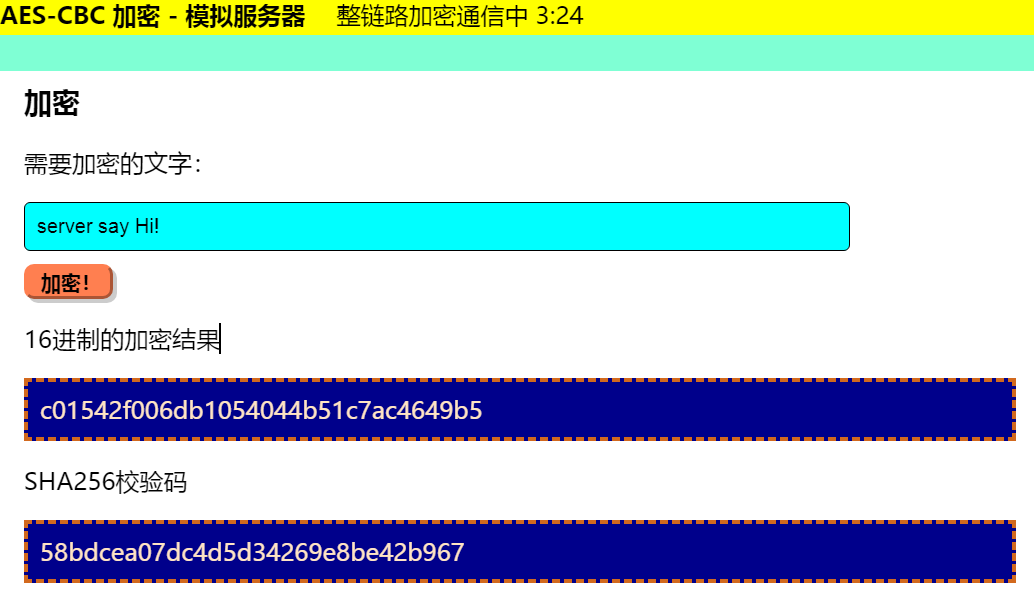 AES-CBC 加密 - 模拟服务器 整链路加密通信中 3:24
加密
需要加密的文字：
server say Hi!
加密！
16进制的加密结果
c01542f006db1054044b51c7ac4649b5
SHA256校验码
58bdcea07dc4d5d34269e8be42b967